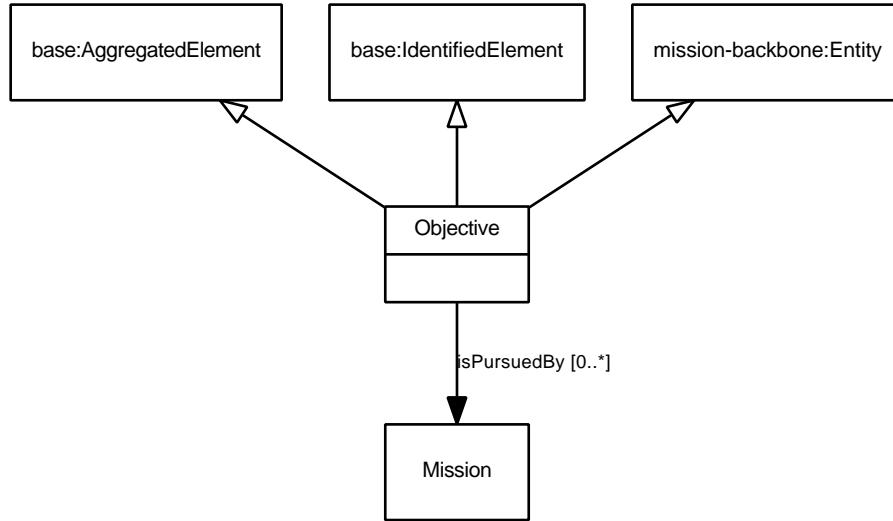 base:AggregatedElement
base:IdentifiedElement
mission-backbone:Entity
Objective
isPursuedBy [0..*]
Mission